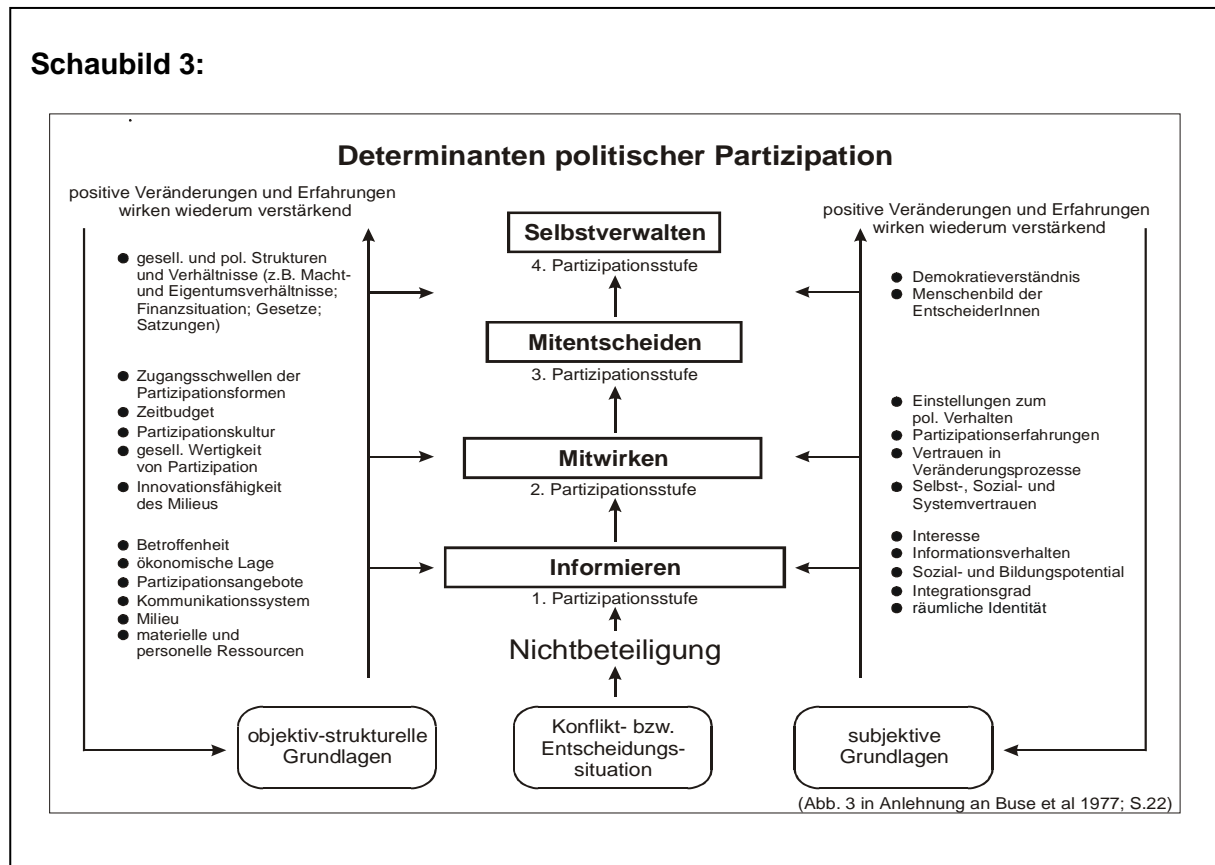 Schaubild 3:
Determinanten politischer Partizipation
positive Veränderungen und Erfahrungen
wirken wiederum verstärkend
● gesell. und pol. Strukturen
und Verhältnisse (z.B. Macht-
und Eigentumsverhältnisse;
Finanzsituation; Gesetze;
Satzungen)
● Zugangsschwellen der
Partizipationsformen
● Zeitbudget
● Partizipationskultur
● gesell. Wertigkeit
von Partizipation
● Innovationsfähigkeit
des Milieus
● Betroffenheit
● ökonomische Lage
● Partizipationsangebote
● Kommunikationssystem
● Milieu
● materielle und
personelle Ressourcen
objektiv-strukturelle
Grundlagen
Selbstverwalten
4. Partizipationsstufe
Mitentscheiden
3. Partizipationsstufe
Mitwirken
2. Partizipationsstufe
Informieren
1. Partizipationsstufe
Nichtbeteiligung
Konflikt- bzw.
Entscheidungs-
situation
positive Veränderungen und Erfahrungen
wirken wiederum verstärkend
● Demokratieverständnis
● Menschenbild der
EntscheiderInnen
● Einstellungen zum
pol. Verhalten
● Partizipationserfahrungen
● Vertrauen in
Veränderungsprozesse
● Selbst-, Sozial- und
Systemvertrauen
● Interesse
● Informationsverhalten
● Sozial- und Bildungspotential
● Integrationsgrad
● räumliche Identität
subjektive
Grundlagen
(Abb. 3 in Anlehnung an Buse et al 1977; S.22)